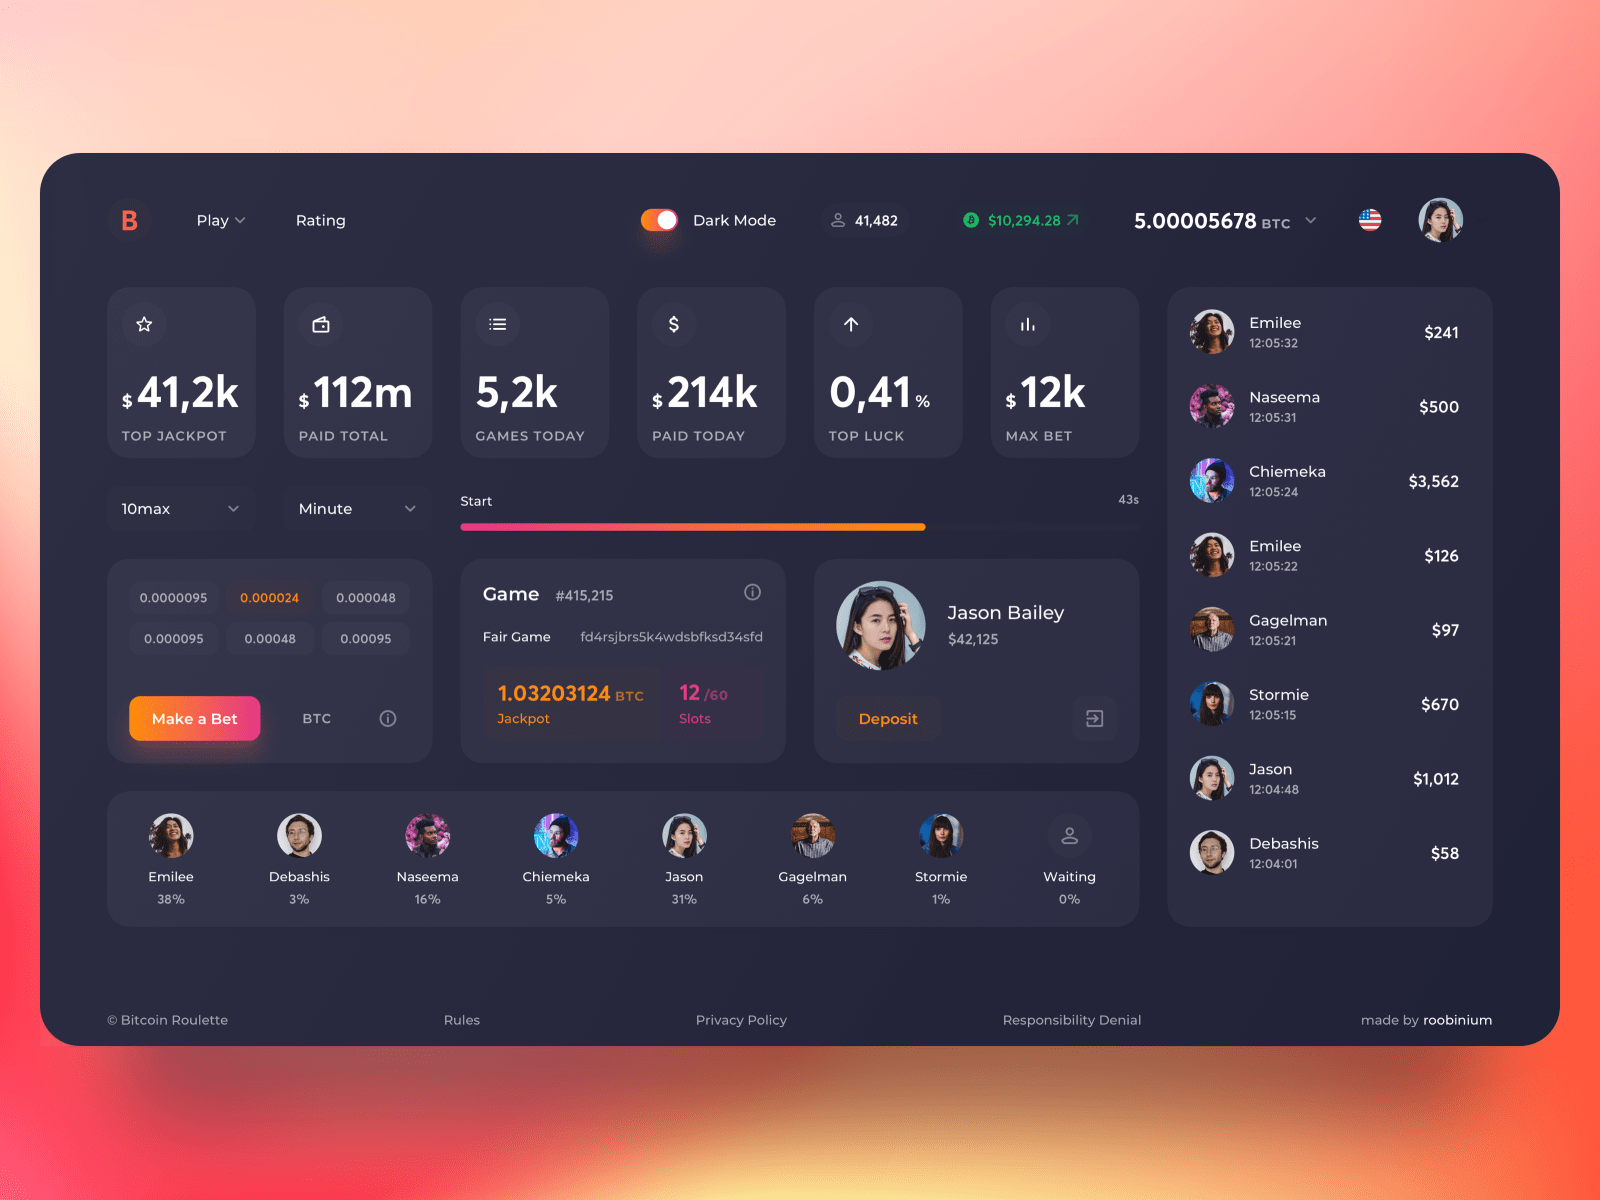 B
Play
Rating
Dark Mode
41,482
$10,294.28
5.00005678 BTC
$41,2k
TOP JACKPOT
$112m
PAID TOTAL
5,2k
GAMES TODAY
$
$214k
PAID TODAY
0,41%
TOP LUCK
$12k
MAX BET
10max
Minute
Start
43s
0.0000095
0.000024
0.000048
0.000095
0.00048
0.00095
Make a Bet
BTC
Game #415,215
Fair Game fd4rsjbrs5k4wdsbfksd34sfd
1.03203124 BTC
Jackpot
12/60
Slots
Jason Bailey
$42,125
Deposit
Emilee
38%
Debashis
3%
Naseema
16%
Chiemeka
5%
Jason
31%
Gagelman
6%
Stormie
1%
Waiting
0%
Emilee
12:05:32
$241
Naseema
12:05:31
$500
Chiemeka
12:05:24
$3,562
Emilee
12:05:22
$126
Gagelman
12:05:21
$97
Stormie
12:05:15
$670
Jason
12:04:48
$1,012
Debashis
12:04:01
$58
© Bitcoin Roulette
Rules
Privacy Policy
Responsibility Denial
made by roobinium